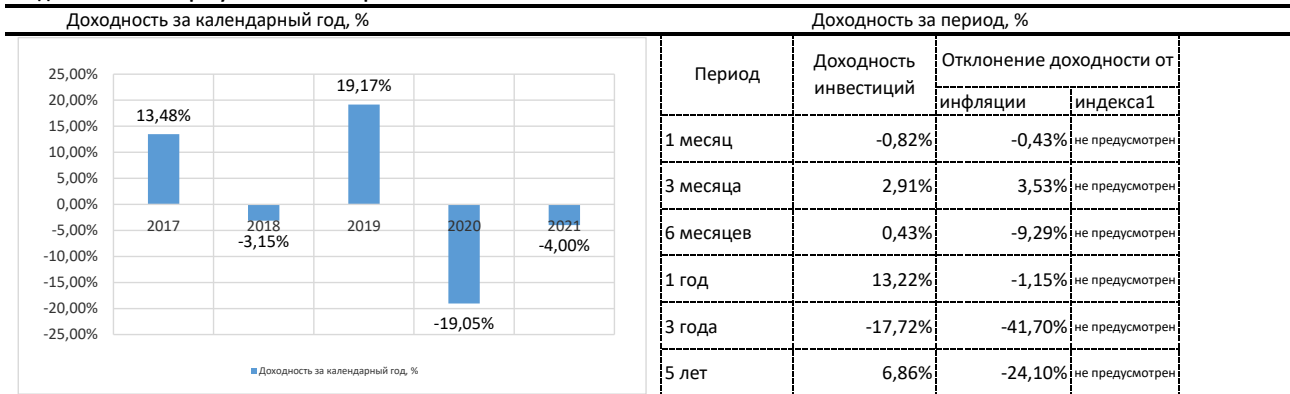 Доходность за календарный год, %
Доходность за период, %
25,00%
20,00%
15,00%
10,00%
5,00%
0,00%
-5,00%
-10,00%
-15,00%
-20,00%
-25,00%
13,48%
-3,15%
19,17%
-19,05%
-4,00%
2017 2018 2019 2020 2021
Доходность за календарный год, %
Период Доходность инвестиций Отклонение доходности от
инфляции индекса1
1 месяц -0,82% -0,43% не предусмотрен
3 месяца 2,91% 3,53% не предусмотрен
6 месяцев 0,43% -9,29% не предусмотрен
1 год 13,22% -1,15% не предусмотрен
3 года -17,72% -41,70% не предусмотрен
5 лет 6,86% -24,10% не предусмотрен